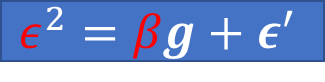 ϵ² = βg + ϵ′